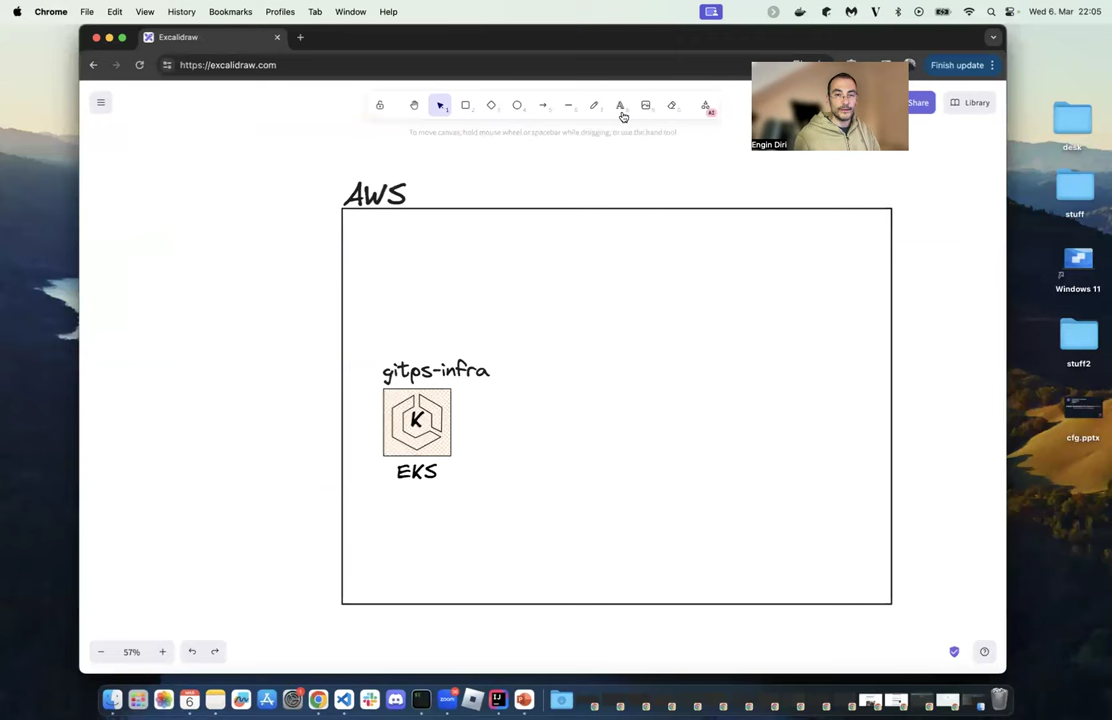 Chrome File Edit View History Bookmarks Profiles Tab Window Help
Wed 6. Mar 22:05
Excalidraw
https://excalidraw.com
Finish update
Share
Library
To move canvas, hold mouse wheel or spacebar while dragging, or use the hand tool
Engin Diri
AWS
gitps-infra
K
EKS
57%
desk
stuff
Windows 11
stuff2
cfg.pptx